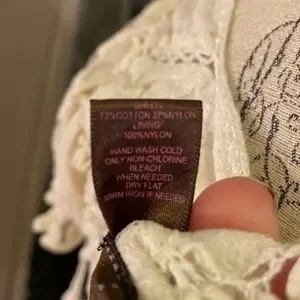 SHELL:
73%COTTON 27%NYLON
LINING:
100%NYLON
HAND WASH COLD
ONLY NON-CHLORINE
BLEACH
WHEN NEEDED
DRY FLAT
WARM IRON IF NEEDED